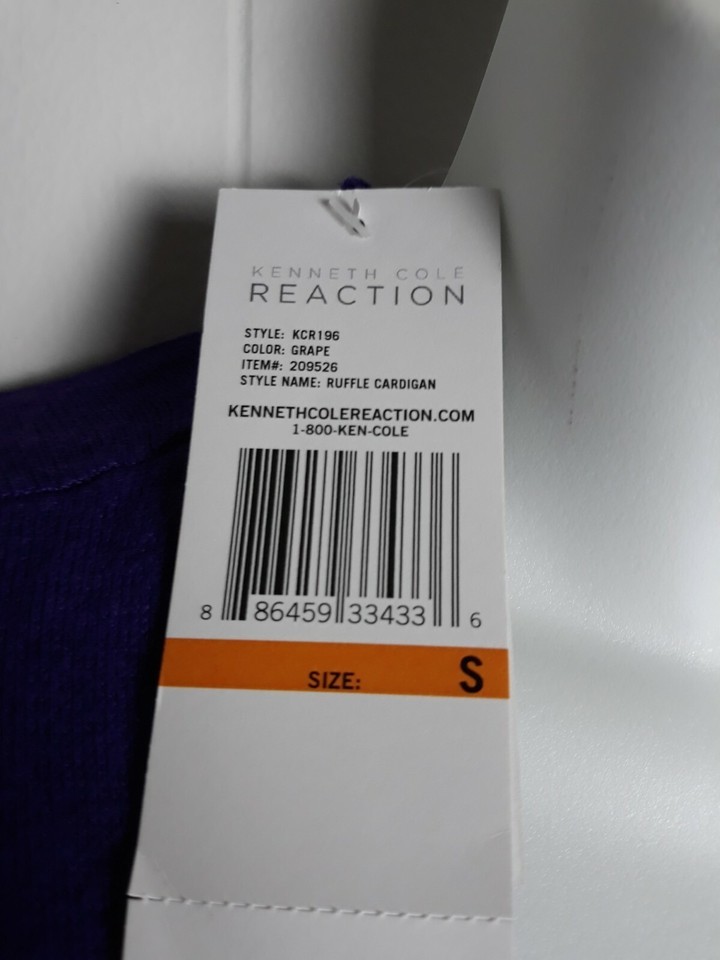 KENNETH COLE
REACTION
STYLE: KCR196
COLOR: GRAPE
ITEM#: 209526
STYLE NAME: RUFFLE CARDIGAN
KENNETHCOLEREACTION.COM
1-800-KEN-COLE
8 86459 33433 6
SIZE: S